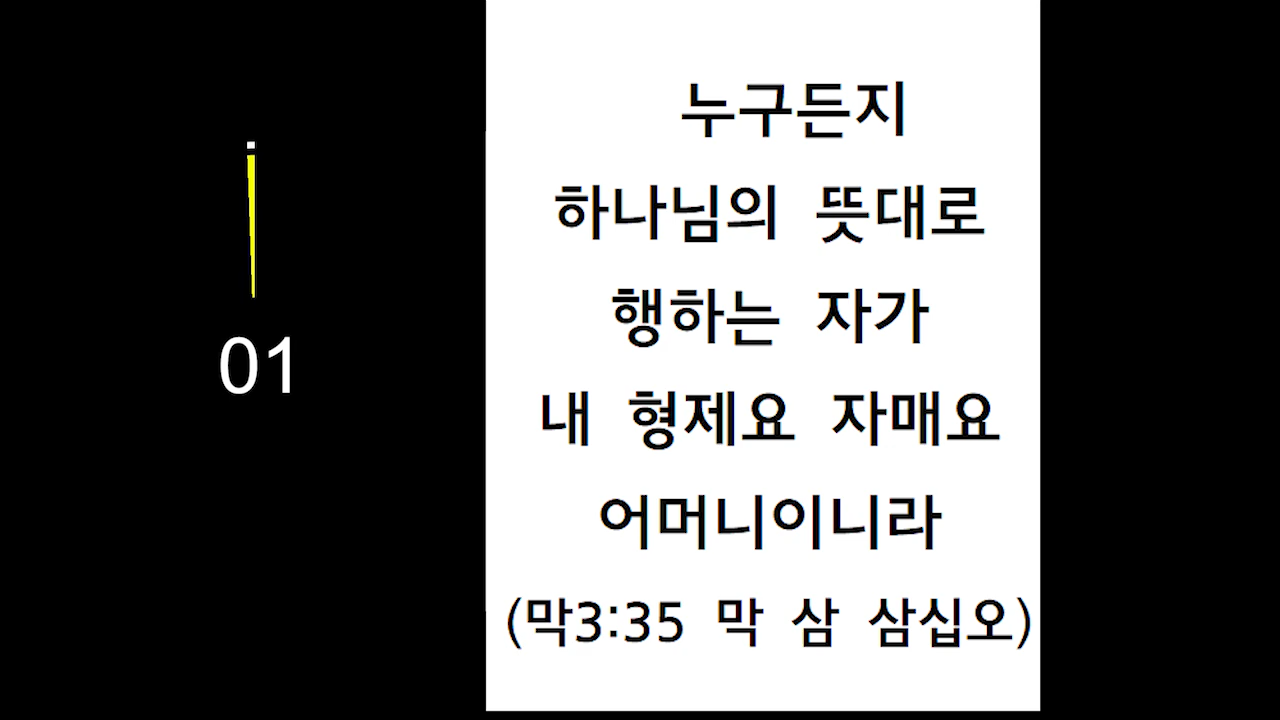 01
누구든지
하나님의 뜻대로
행하는 자가
내 형제요 자매요
어머니이니라
(막3:35 막 삼 삼십오)